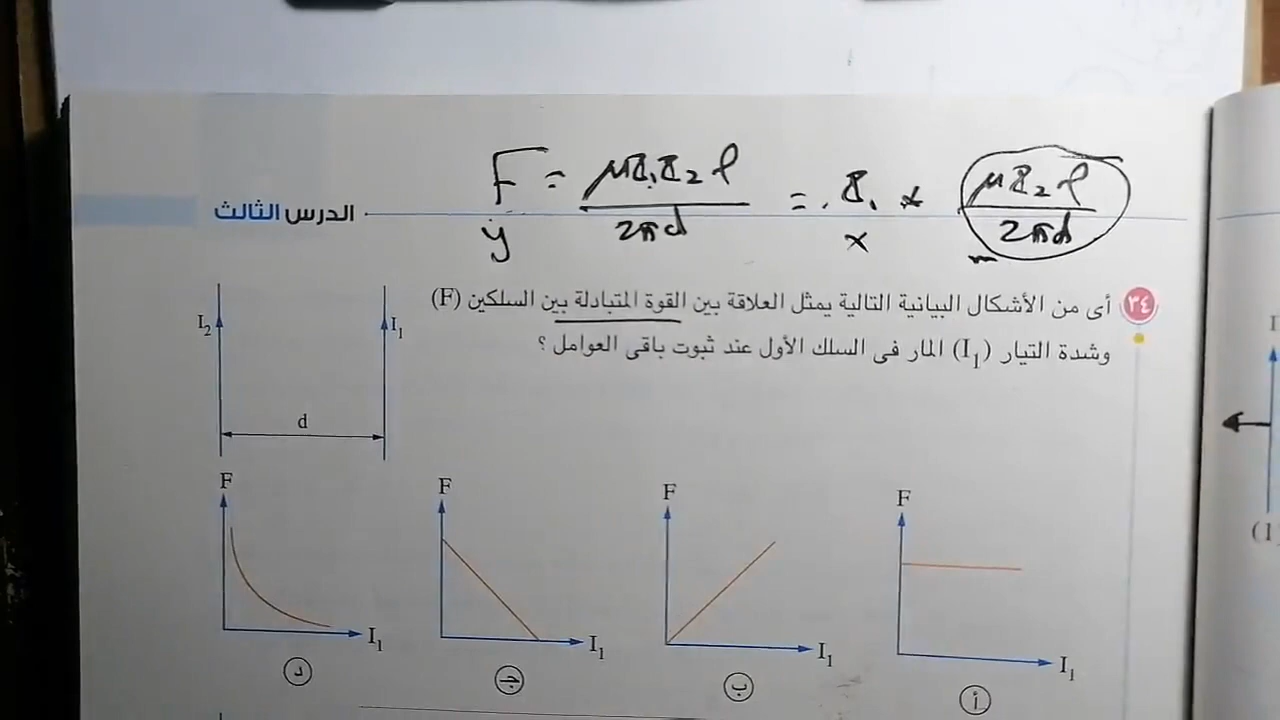 F = μI₁I₂ℓ / 2πd = I₁ × μI₂ℓ / 2πd
y x m
الدرس الثالث
٣٤ أى من الأشكال البيانية التالية يمثل العلاقة بين القوة المتبادلة بين السلكين (F)
وشدة التيار (I₁) المار فى السلك الأول عند ثبوت باقى العوامل ؟
I₂ I₁
d
F F F F
I₁ I₁ I₁ I₁
أ ب ج د
I
(1